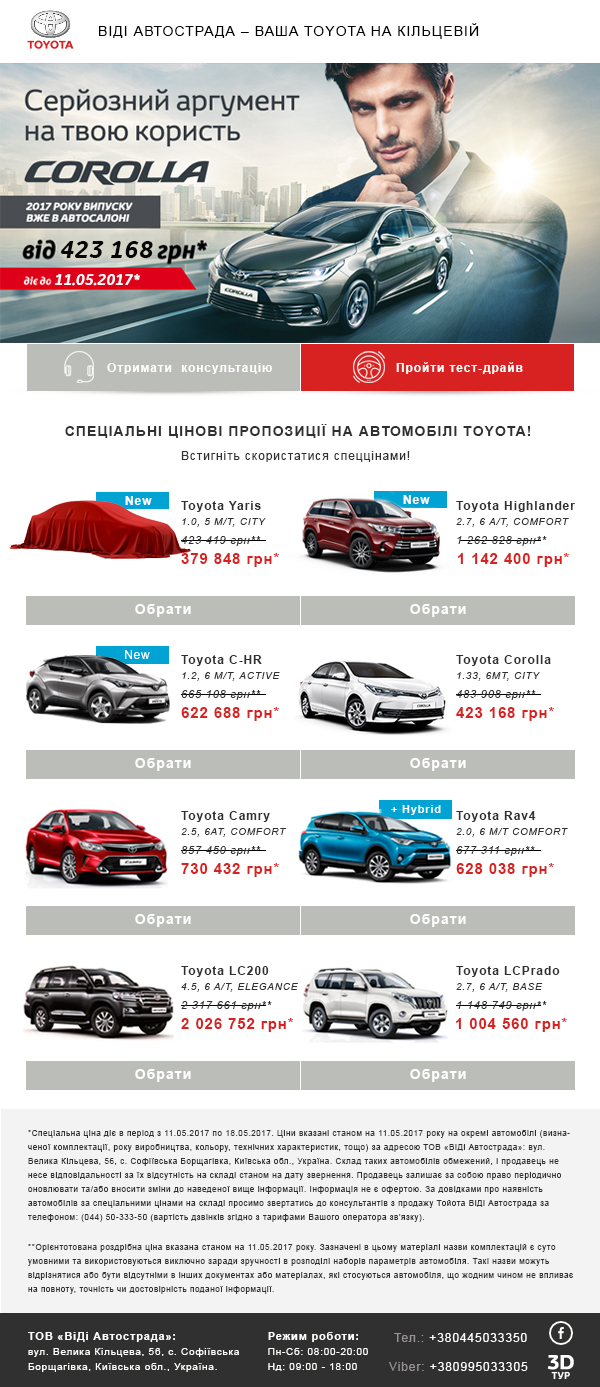 TOYOTA
ВІДІ АВТОСТРАДА – ВАША TOYOTA НА КІЛЬЦЕВІЙ
Серйозний аргумент
на твою користь
COROLLA
2017 РОКУ ВИПУСКУ
ВЖЕ В АВТОСАЛОНІ
від 423 168 грн*
діє до 11.05.2017*
COROLLA
Отримати консультацію
Пройти тест-драйв
СПЕЦІАЛЬНІ ЦІНОВІ ПРОПОЗИЦІЇ НА АВТОМОБІЛІ TOYOTA!
Встигніть скористатися спеццінами!
New
Toyota Yaris
1.0, 5 M/T, CITY
423 419 грн**
379 848 грн*
New
Toyota Highlander
2.7, 6 A/T, COMFORT
1 262 828 грн**
1 142 400 грн*
Обрати
Обрати
New
Toyota C-HR
1.2, 6 M/T, ACTIVE
665 108 грн**
622 688 грн*
Toyota Corolla
1.33, 6MT, CITY
483 908 грн**
423 168 грн*
COROLLA
Обрати
Обрати
Toyota Camry
2.5, 6AT, COMFORT
857 450 грн**
730 432 грн*
Camry
+ Hybrid
Toyota Rav4
2.0, 6 M/T COMFORT
677 311 грн**
628 038 грн*
Обрати
Обрати
Toyota LC200
4.5, 6 A/T, ELEGANCE
2 317 661 грн**
2 026 752 грн*
Toyota LCPrado
2.7, 6 A/T, BASE
1 148 749 грн**
1 004 560 грн*
Обрати
Обрати
*Спеціальна ціна діє в період з 11.05.2017 по 18.05.2017. Ціни вказані станом на 11.05.2017 року на окремі автомобілі (визна-
ченої комплектації, року виробництва, кольору, технічних характеристик, тощо) за адресою ТОВ «ВІДІ Автострада»: вул.
Велика Кільцева, 56, с. Софіївська Борщагівка, Київська обл., Україна. Склад таких автомобілів обмежений, і продавець не
несе відповідальності за їх відсутність на складі станом на дату звернення. Продавець залишає за собою право періодично
оновлювати та/або вносити зміни до наведеної вище інформації. Інформація не є офертою. За довідками про наявність
автомобілів за спеціальними цінами на складі просимо звертатись до консультантів з продажу Тойота ВІДІ Автострада за
телефоном: (044) 50-333-50 (вартість дзвінків згідно з тарифами Вашого оператора зв'язку).
**Орієнтотована роздрібна ціна вказана станом на 11.05.2017 року. Зазначені в цьому матеріалі назви комплектацій є суто
умовними та використовуються виключно заради зручності в розподілі наборів параметрів автомобіля. Такі назви можуть
відрізнятися або бути відсутніми в інших документах або матеріалах, які стосуються автомобіля, що жодним чином не впливає
на повноту, точність чи достовірність поданої інформації.
ТОВ «ВіДі Автострада»:
вул. Велика Кільцева, 56, с. Софіївська
Борщагівка, Київська обл., Україна.
Режим роботи:
Пн-Сб: 08:00-20:00
Нд: 09:00 - 18:00
Тел.: +380445033350
Viber: +380995033305
f
3D
ТУР